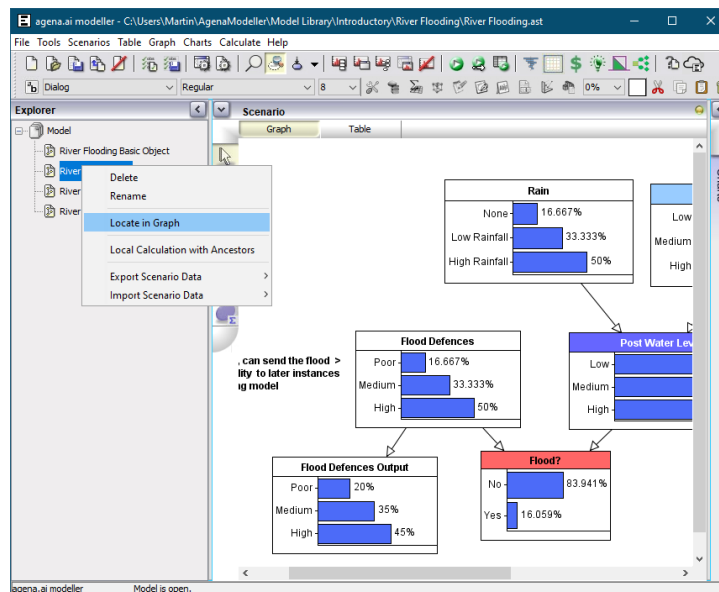 agena.ai modeller - C:\Users\Martin\AgenaModeller\Model Library\Introductory\River Flooding\River Flooding.ast
File Tools Scenarios Table Graph Charts Calculate Help
Dialog Regular 8 0%
Explorer
Model
River Flooding Basic Object
River
River
River
Delete
Rename
Locate in Graph
Local Calculation with Ancestors
Export Scenario Data >
Import Scenario Data >
Scenario
Graph Table
Rain
None 16.667%
Low Rainfall 33.333%
High Rainfall 50%
Low
Medium
High
, can send the flood >
lity to later instances
ng model
Flood Defences
Poor 16.667%
Medium 33.333%
High 50%
Post Water Lev
Low
Medium
High
Flood Defences Output
Poor 20%
Medium 35%
High 45%
Flood?
No 83.941%
Yes 16.059%
agena.ai modeller Model is open.